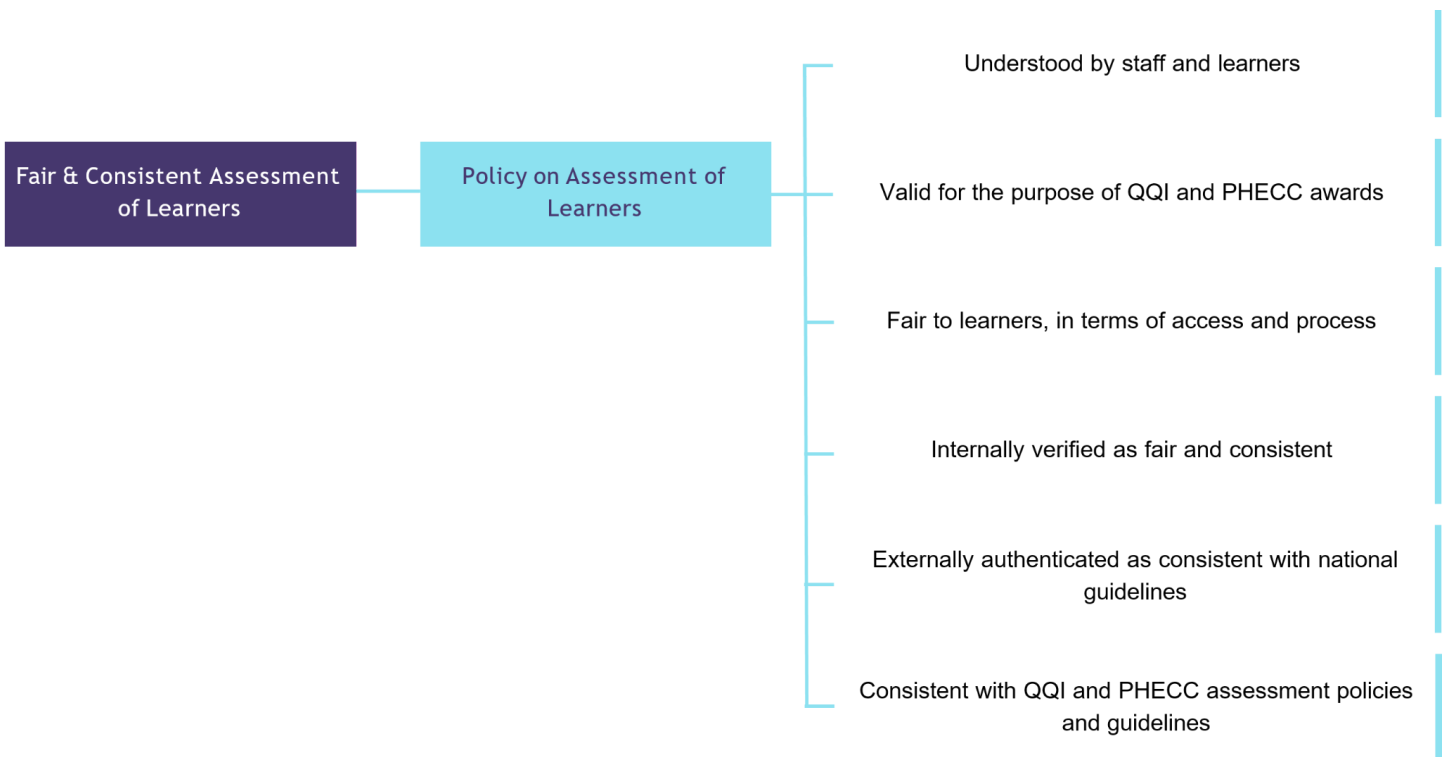 Fair & Consistent Assessment
of Learners
Policy on Assessment of
Learners
Understood by staff and learners
Valid for the purpose of QQI and PHECC awards
Fair to learners, in terms of access and process
Internally verified as fair and consistent
Externally authenticated as consistent with national
guidelines
Consistent with QQI and PHECC assessment policies
and guidelines